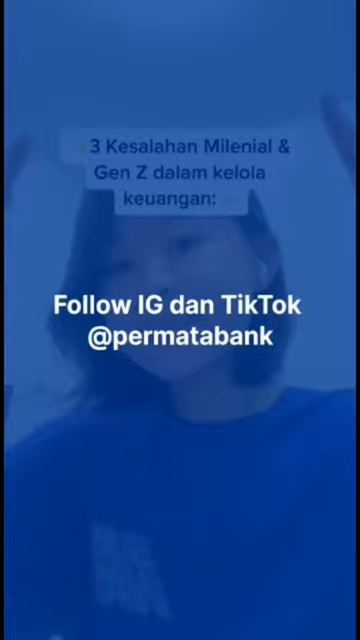 3 Kesalahan Milenial &
Gen Z dalam kelola
keuangan:
Follow IG dan TikTok
@permatabank